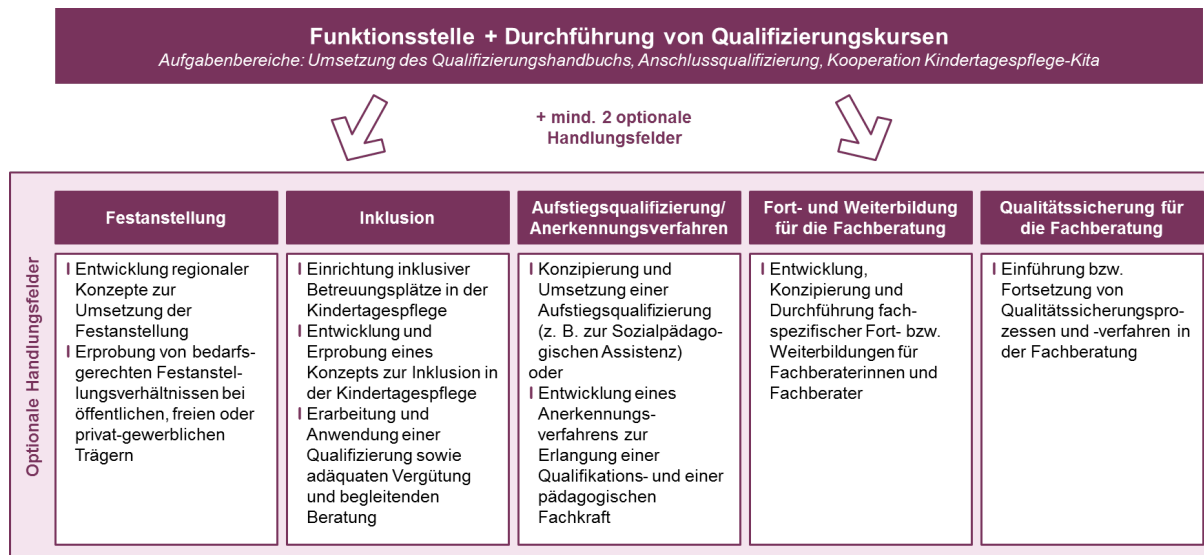 Funktionsstelle + Durchführung von Qualifizierungskursen
Aufgabenbereiche: Umsetzung des Qualifizierungshandbuchs, Anschlussqualifizierung, Kooperation Kindertagespflege-Kita
+ mind. 2 optionale
Handlungsfelder
Optionale Handlungsfelder
Festanstellung
I Entwicklung regionaler
Konzepte zur
Umsetzung der
Festanstellung
I Erprobung von bedarfs-
gerechten Festanstel-
lungsverhältnissen bei
öffentlichen, freien oder
privat-gewerblichen
Trägern
Inklusion
I Einrichtung inklusiver
Betreuungsplätze in der
Kindertagespflege
I Entwicklung und
Erprobung eines
Konzepts zur Inklusion in
der Kindertagespflege
I Erarbeitung und
Anwendung einer
Qualifizierung sowie
adäquaten Vergütung
und begleitenden
Beratung
Aufstiegsqualifizierung/
Anerkennungsverfahren
I Konzipierung und
Umsetzung einer
Aufstiegsqualifizierung
(z. B. zur Sozialpädago-
gischen Assistenz)
oder
I Entwicklung eines
Anerkennungs-
verfahrens zur
Erlangung einer
Qualifikations- und einer
pädagogischen
Fachkraft
Fort- und Weiterbildung
für die Fachberatung
I Entwicklung,
Konzipierung und
Durchführung fach-
spezifischer Fort- bzw.
Weiterbildungen für
Fachberaterinnen und
Fachberater
Qualitätssicherung für
die Fachberatung
I Einführung bzw.
Fortsetzung von
Qualitätssicherungspro-
zessen und -verfahren in
der Fachberatung